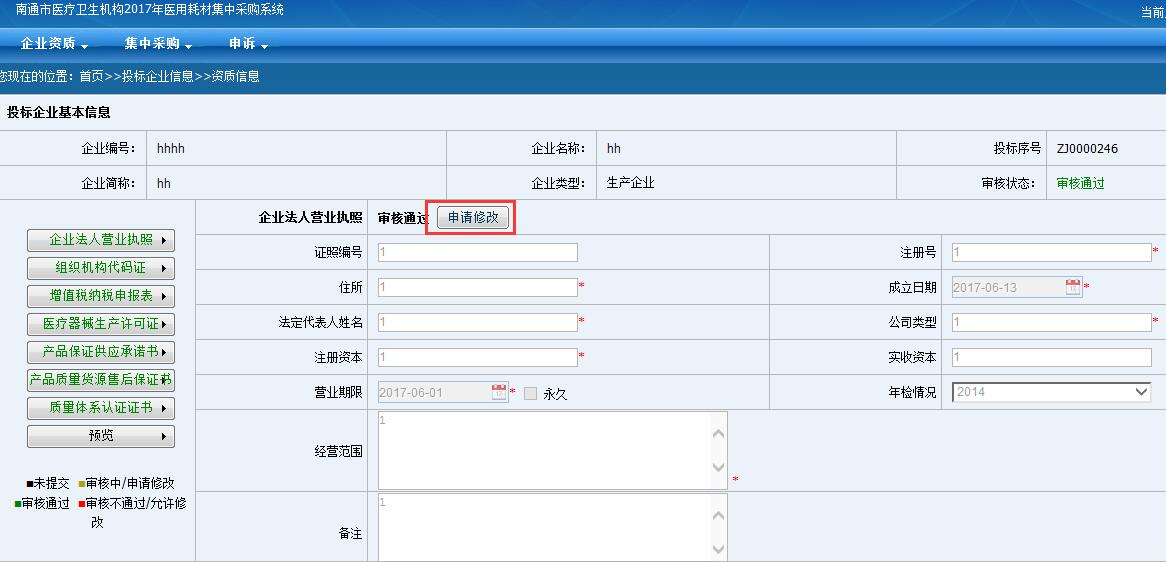 南通市医疗卫生机构2017年医用耗材集中采购系统
当前
企业资质 集中采购 申诉
您现在的位置：首页>>投标企业信息>>资质信息
投标企业基本信息
企业编号： hhhh 企业名称： hh 投标序号 ZJ0000246
企业简称： hh 企业类型： 生产企业 审核状态： 审核通过
企业法人营业执照 审核通过 申请修改
企业法人营业执照
组织机构代码证
增值税纳税申报表
医疗器械生产许可证
产品保证供应承诺书
产品质量货源售后保证书
质量体系认证证书
预览
■未提交 ■审核中/申请修改
■审核通过 ■审核不通过/允许修
改
证照编号 1 注册号 1 *
住所 1 * 成立日期 2017-06-13 *
法定代表人姓名 1 * 公司类型 1 *
注册资本 1 * 实收资本 1
营业期限 2017-06-01 * 永久 年检情况 2014
经营范围 1 *
备注 1